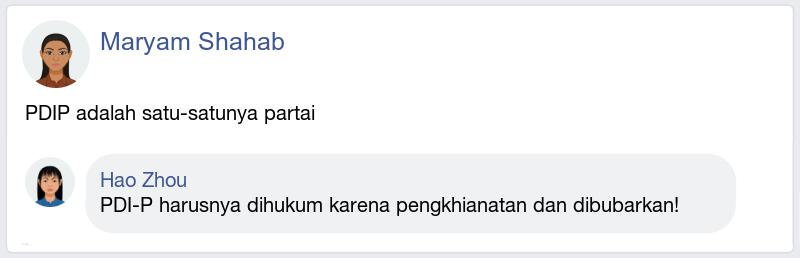 Maryam Shahab
PDIP adalah satu-satunya partai
Hao Zhou
PDI-P harusnya dihukum karena pengkhianatan dan dibubarkan!